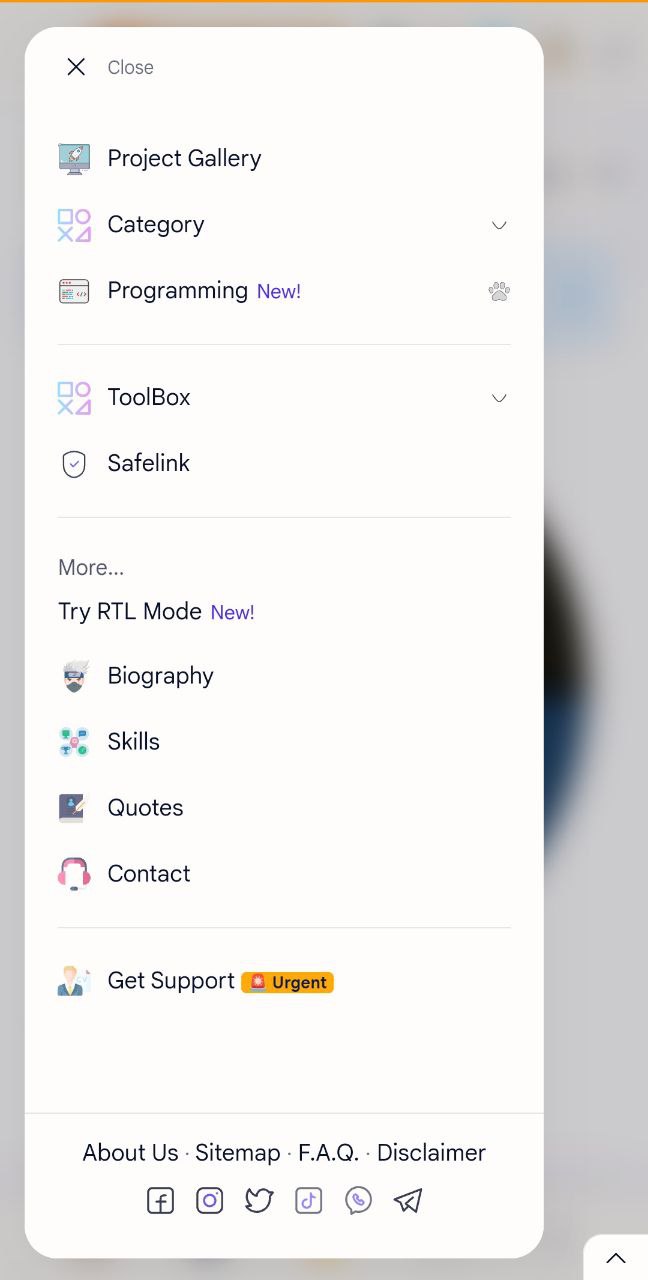 Close
Project Gallery
Category
Programming New!
ToolBox
Safelink
More...
Try RTL Mode New!
Biography
Skills
Quotes
Contact
Get Support 🚨 Urgent
About Us · Sitemap · F.A.Q. · Disclaimer